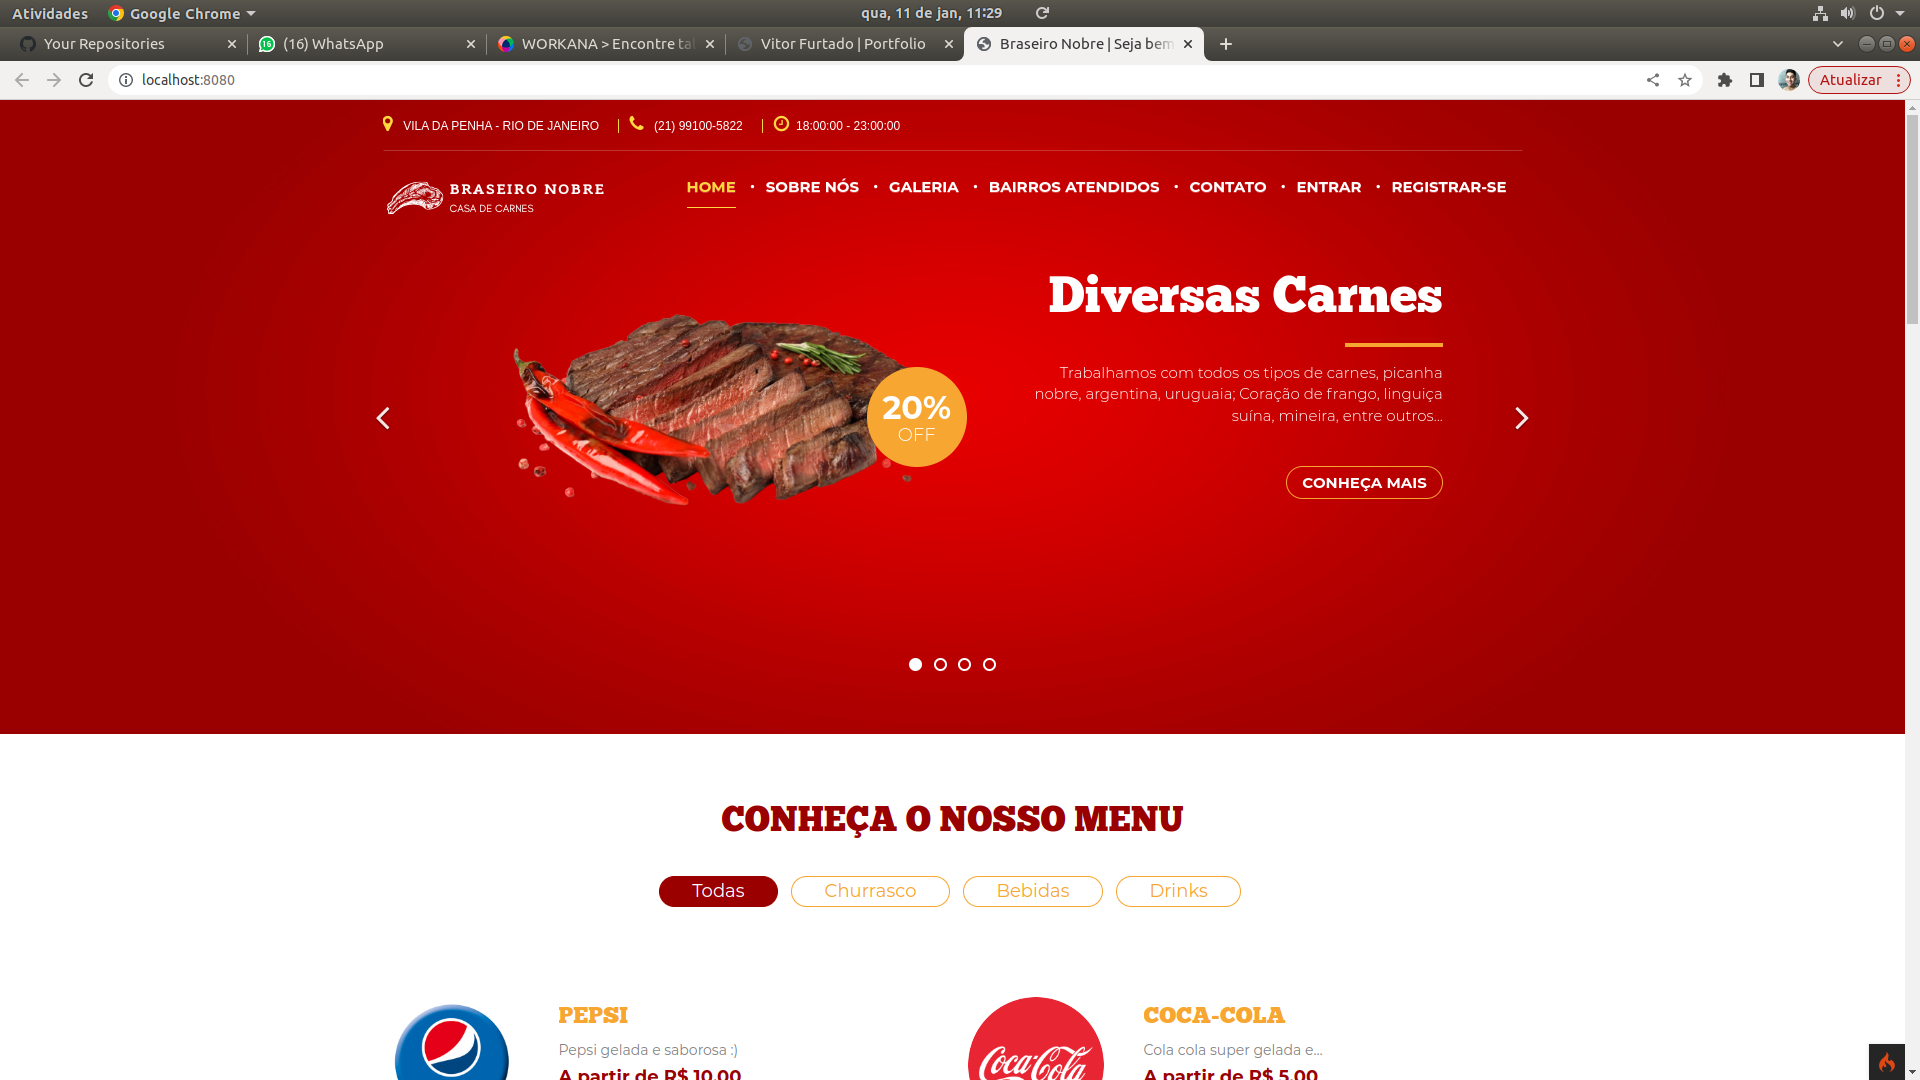 Atividades
Google Chrome
qua, 11 de jan, 11:29
Your Repositories
(16) WhatsApp
WORKANA > Encontre tal
Vitor Furtado | Portfolio
Braseiro Nobre | Seja bem
localhost:8080
Atualizar
VILA DA PENHA - RIO DE JANEIRO
(21) 99100-5822
18:00:00 - 23:00:00
BRASEIRO NOBRE
CASA DE CARNES
HOME
SOBRE NÓS
GALERIA
BAIRROS ATENDIDOS
CONTATO
ENTRAR
REGISTRAR-SE
Diversas Carnes
Trabalhamos com todos os tipos de carnes, picanha
nobre, argentina, uruguaia; Coração de frango, linguiça
suína, mineira, entre outros...
20%
OFF
CONHEÇA MAIS
CONHEÇA O NOSSO MENU
Todas
Churrasco
Bebidas
Drinks
PEPSI
Pepsi gelada e saborosa :)
A partir de R$ 10.00
Coca-Cola
COCA-COLA
Cola cola super gelada e...
A partir de R$ 5.00